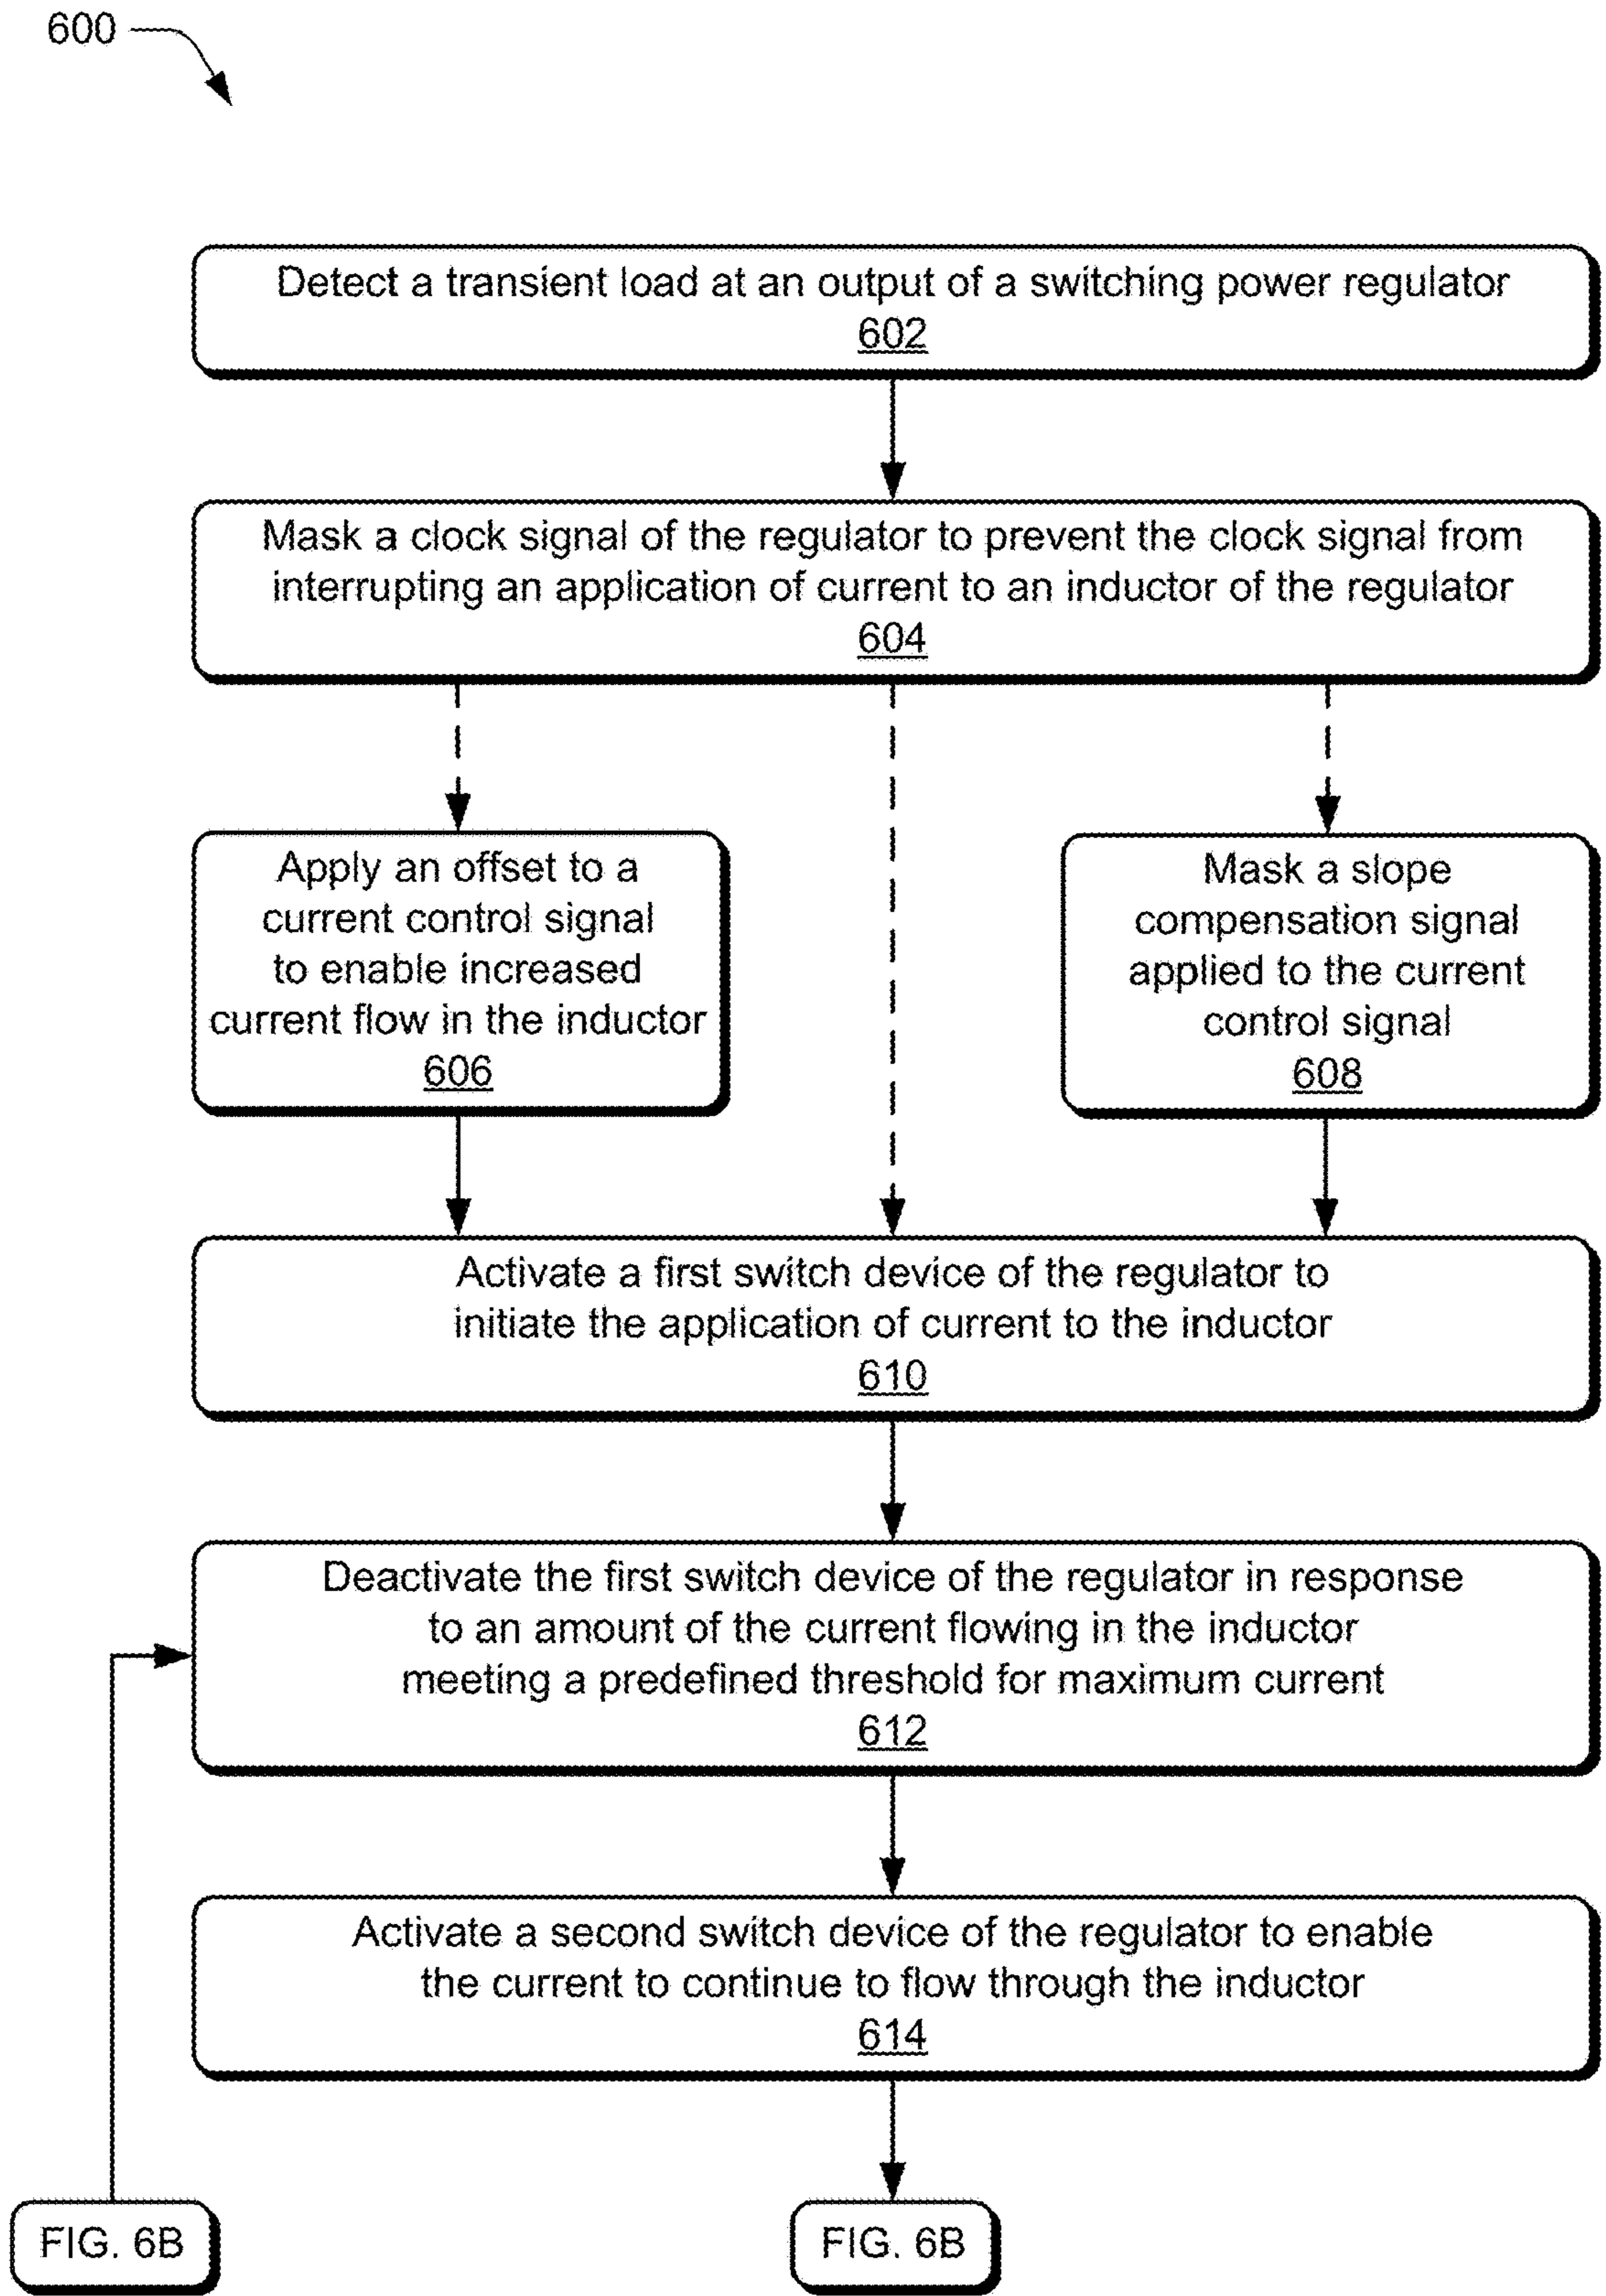 600
Detect a transient load at an output of a switching power regulator
602
Mask a clock signal of the regulator to prevent the clock signal from
interrupting an application of current to an inductor of the regulator
604
Apply an offset to a
current control signal
to enable increased
current flow in the inductor
606
Mask a slope
compensation signal
applied to the current
control signal
608
Activate a first switch device of the regulator to
initiate the application of current to the inductor
610
Deactivate the first switch device of the regulator in response
to an amount of the current flowing in the inductor
meeting a predefined threshold for maximum current
612
Activate a second switch device of the regulator to enable
the current to continue to flow through the inductor
614
FIG. 6B
FIG. 6B